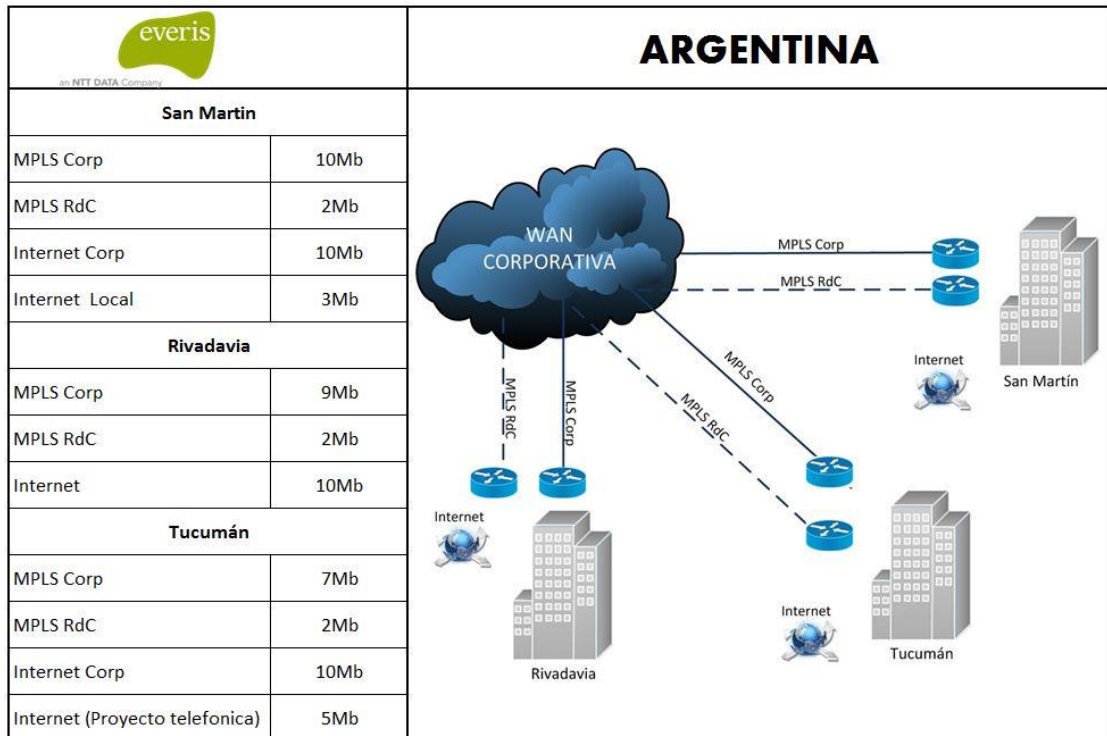 everis
an NTT DATA Company
ARGENTINA
San Martin
MPLS Corp 10Mb
MPLS RdC 2Mb
Internet Corp 10Mb
Internet Local 3Mb
Rivadavia
MPLS Corp 9Mb
MPLS RdC 2Mb
Internet 10Mb
Tucumán
MPLS Corp 7Mb
MPLS RdC 2Mb
Internet Corp 10Mb
Internet (Proyecto telefonica) 5Mb
WAN
CORPORATIVA
MPLS Corp
MPLS RdC
Internet
San Martín
MPLS Corp
MPLS RdC
MPLS RdC
MPLS Corp
Internet
Rivadavia
Internet
Tucumán